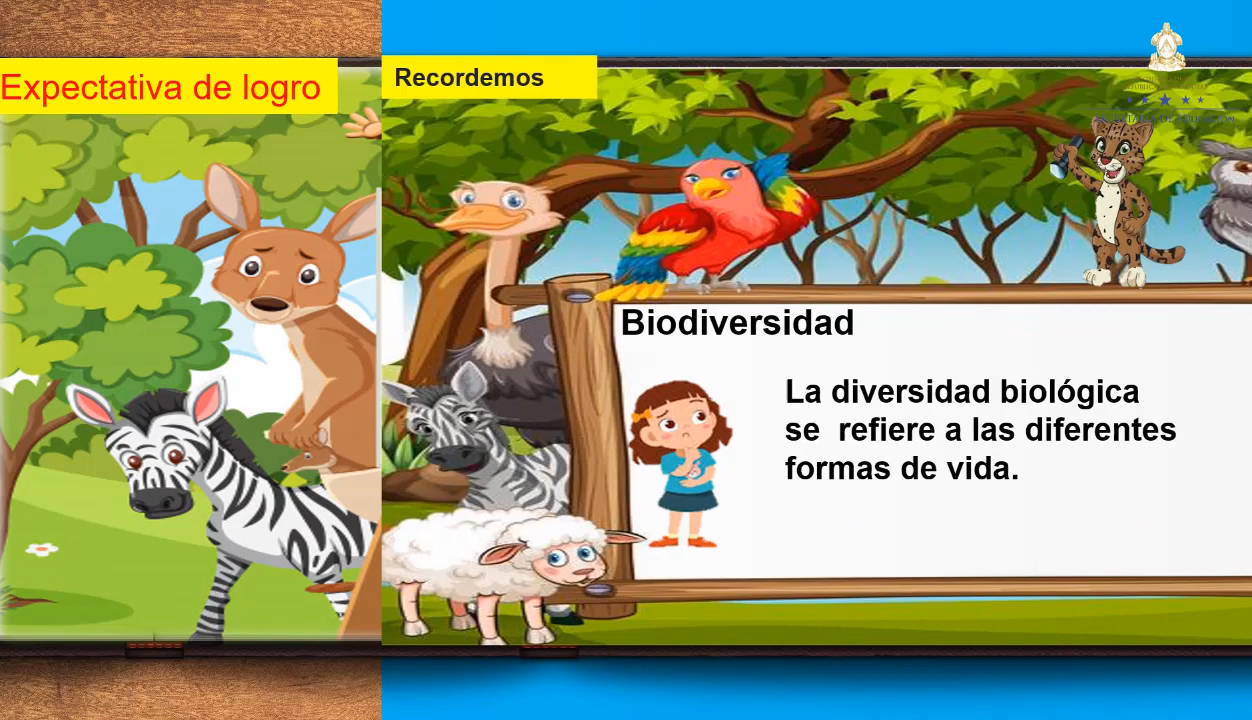 Expectativa de logro
Recordemos
Biodiversidad
La diversidad biológica
se refiere a las diferentes
formas de vida.